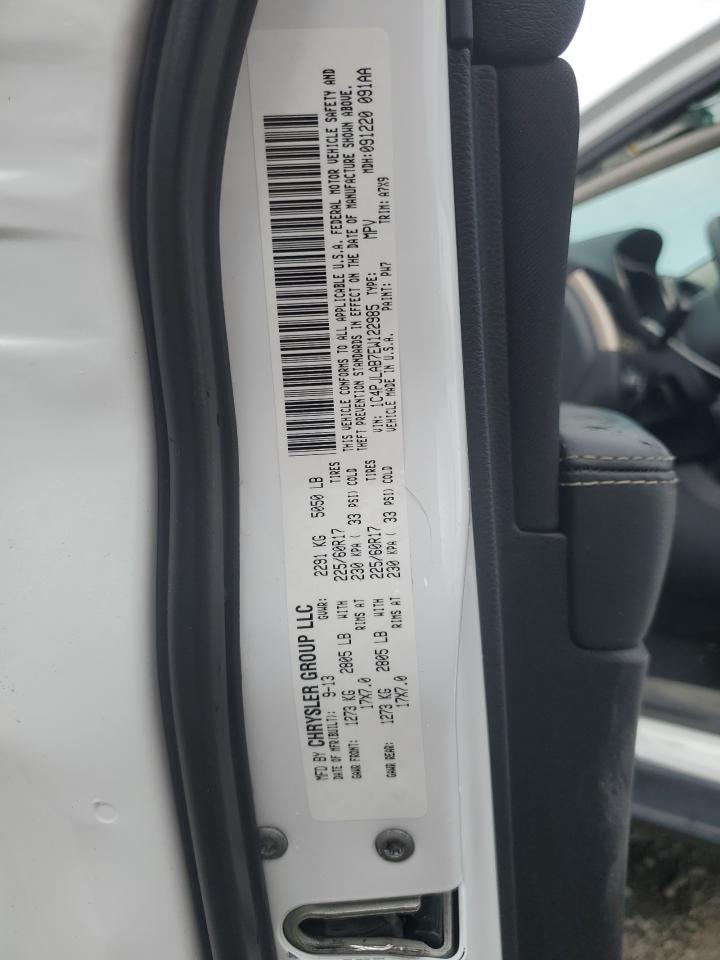 MFD BY CHRYSLER GROUP LLC
DATE OF MFR(BUILT): 9-13 GVWR: 2291 KG 5050 LB
GAWR FRONT: 1273 KG 2805 LB WITH 225/60R17 TIRES
17X7.0 RIMS AT 230 KPA ( 33 PSI) COLD
GAWR REAR: 1273 KG 2805 LB WITH 225/60R17 TIRES
17X7.0 RIMS AT 230 KPA ( 33 PSI) COLD
THIS VEHICLE CONFORMS TO ALL APPLICABLE U.S.A. FEDERAL MOTOR VEHICLE SAFETY AND
THEFT PREVENTION STANDARDS IN EFFECT ON THE DATE OF MANUFACTURE SHOWN ABOVE.
VIN: 1C4PJLAB7EW122985 TYPE: MPV MDH:091220 091AA
VEHICLE MADE IN U.S.A. PAINT: PW7 TRIM: A7X9